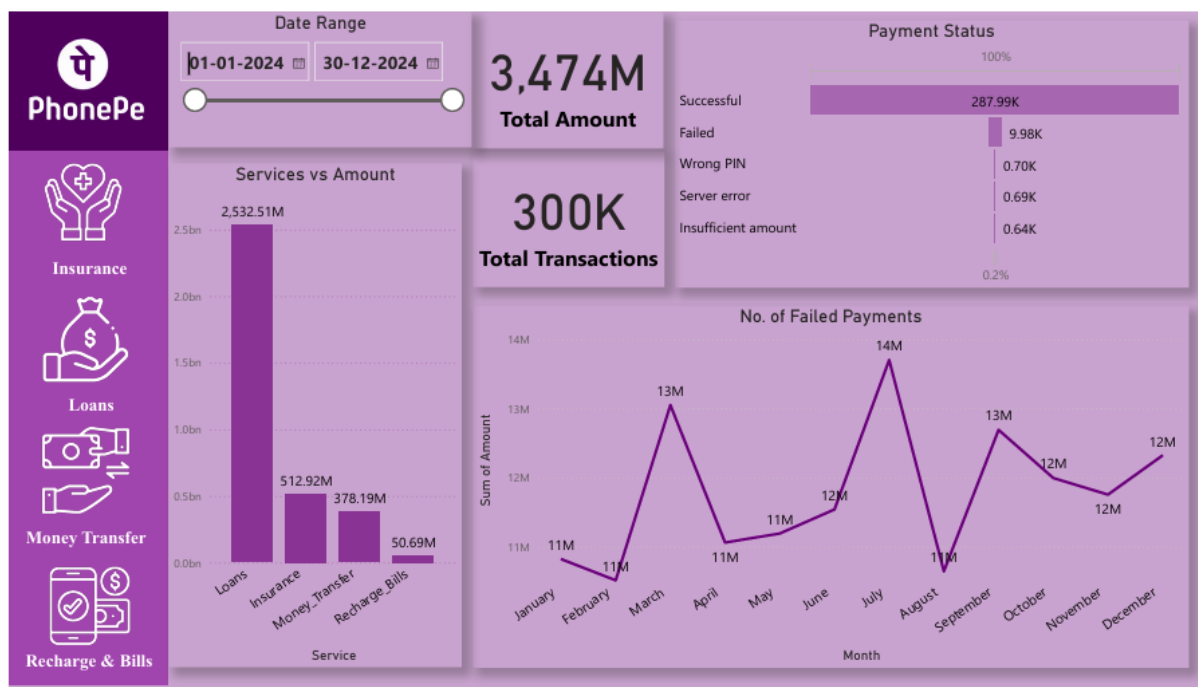 पे
PhonePe
Insurance
$
Loans
Money Transfer
$
Recharge & Bills
Date Range
01-01-2024 30-12-2024
3,474M
Total Amount
300K
Total Transactions
Payment Status
100%
Successful 287.99K
Failed 9.98K
Wrong PIN 0.70K
Server error 0.69K
Insufficient amount 0.64K
0.2%
Services vs Amount
2,532.51M
2.5bn
2.0bn
1.5bn
1.0bn
512.92M
0.5bn 378.19M
50.69M
0.0bn
Loans Insurance Money_Transfer Recharge_Bills
Service
No. of Failed Payments
14M
14M
13M
13M
13M
Sum of Amount
12M
12M
12M
12M
12M
11M
11M
11M
11M
11M
11M
January February March April May June July August September October November December
Month